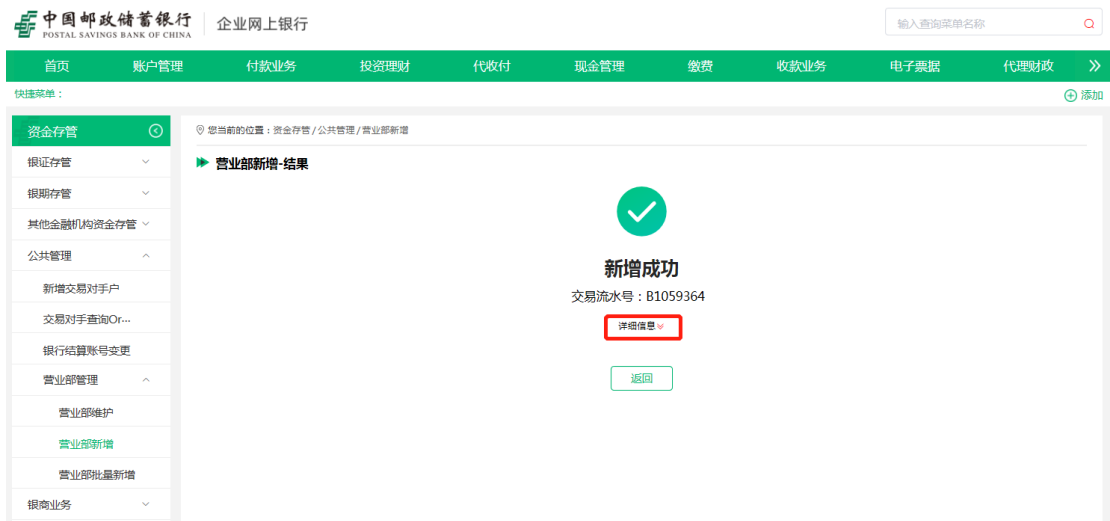 中国邮政储蓄银行
POSTAL SAVINGS BANK OF CHINA
企业网上银行
输入查询菜单名称
首页 账户管理 付款业务 投资理财 代收付 现金管理 缴费 收款业务 电子票据 代理财政
快捷菜单：
添加
资金存管
银证存管
银期存管
其他金融机构资金存管
公共管理
新增交易对手户
交易对手查询Or···
银行结算账号变更
营业部管理
营业部维护
营业部新增
营业部批量新增
银商业务
您当前的位置：资金存管/公共管理/营业部新增
营业部新增-结果
新增成功
交易流水号：B1059364
详细信息
返回